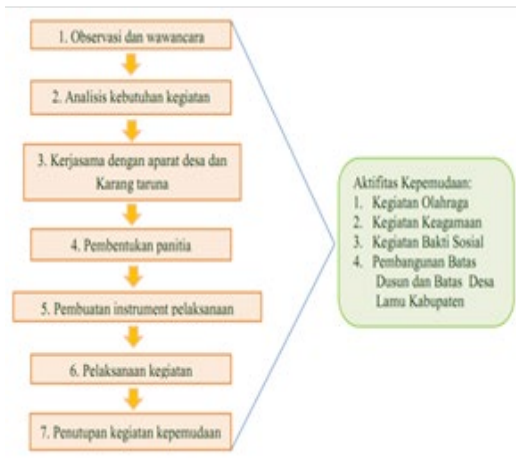 1. Observasi dan wawancara
2. Analisis kebutuhan kegiatan
3. Kerjasama dengan aparat desa dan
Karang taruna
4. Pembentukan panitia
5. Pembuatan instrument pelaksanaan
6. Pelaksanaan kegiatan
7. Penutupan kegiatan kepemudaan
Aktifitas Kepemudaan:
1. Kegiatan Olahraga
2. Kegiatan Keagamaan
3. Kegiatan Bakti Sosial
4. Pembangunan Batas
Dusun dan Batas Desa
Lamu Kabupaten